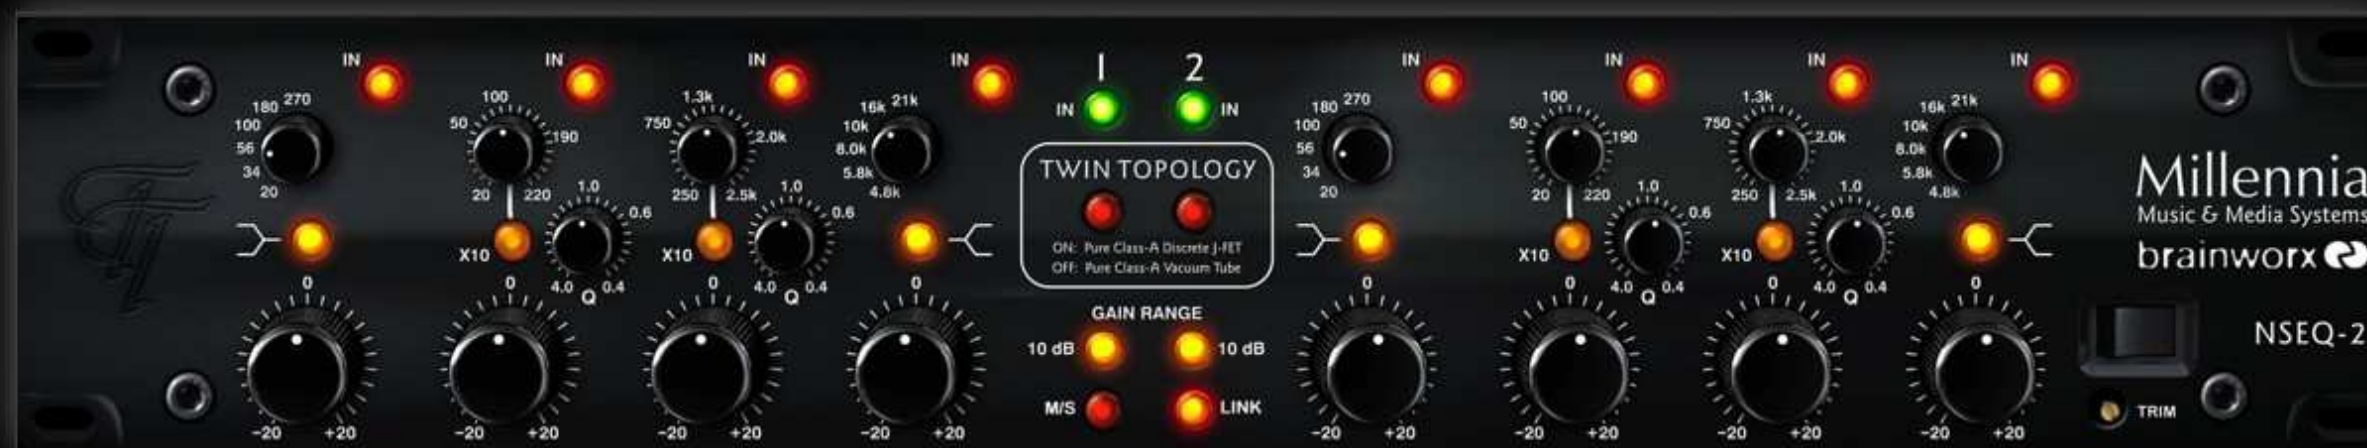 IN IN IN IN 1 2 IN IN IN IN
IN IN
20 34 56 100 180 270
20 50 100 190 220
250 750 1.3k 2.0k 2.5k
4.8k 5.8k 8.0k 10k 16k 21k
20 34 56 100 180 270
20 50 100 190 220
250 750 1.3k 2.0k 2.5k
4.8k 5.8k 8.0k 10k 16k 21k
X10 4.0 1.0 0.6 0.4 Q
X10 4.0 1.0 0.6 0.4 Q
TWIN TOPOLOGY
ON: Pure Class-A Discrete J-FET
OFF: Pure Class-A Vacuum Tube
X10 4.0 1.0 0.6 0.4 Q
X10 4.0 1.0 0.6 0.4 Q
Millennia
Music & Media Systems
brainworx
NSEQ-2
TRIM
GAIN RANGE
10 dB 10 dB
M/S LINK
0 0 0 0 0 0 0 0
-20 +20 -20 +20 -20 +20 -20 +20 -20 +20 -20 +20 -20 +20 -20 +20